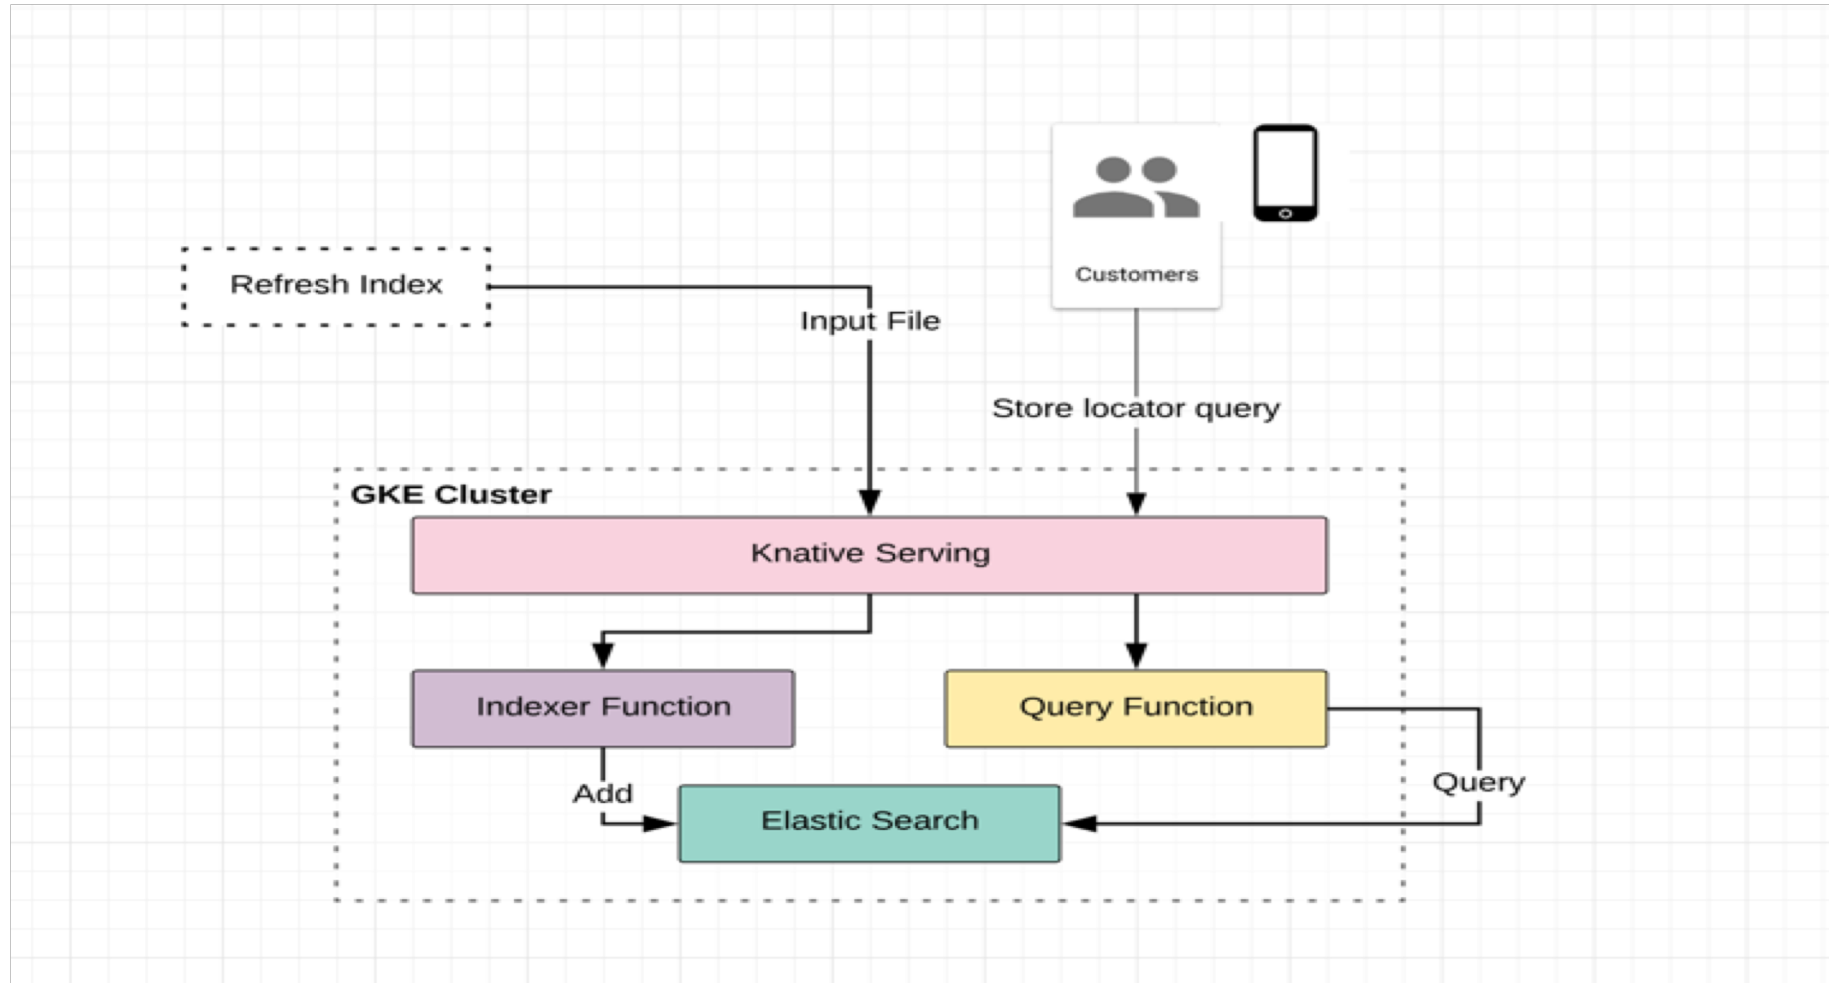 Customers
Refresh Index
Input File
Store locator query
GKE Cluster
Knative Serving
Indexer Function
Query Function
Add
Query
Elastic Search